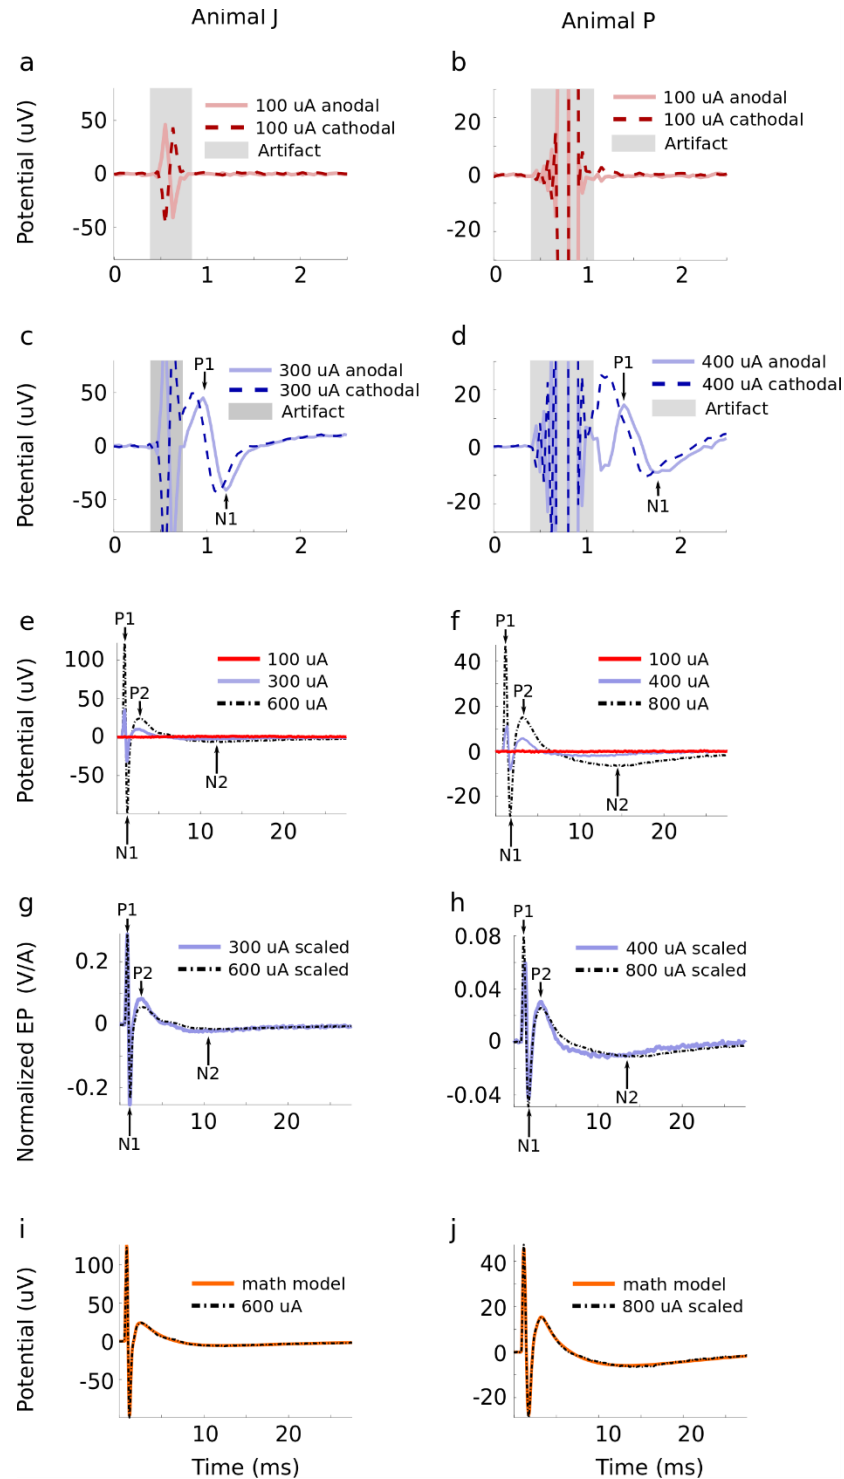 Animal J
Animal P
a
Potential (uV)
50
0
-50
100 uA anodal
100 uA cathodal
Artifact
0
1
2
b
20
0
-20
100 uA anodal
100 uA cathodal
Artifact
0
1
2
c
Potential (uV)
50
0
-50
P1
300 uA anodal
300 uA cathodal
Artifact
N1
0
1
2
d
20
0
-20
P1
400 uA anodal
400 uA cathodal
Artifact
N1
0
1
2
e
Potential (uV)
100
50
0
-50
P1
P2
100 uA
300 uA
600 uA
N2
N1
10
20
f
40
20
0
-20
P1
P2
100 uA
400 uA
800 uA
N2
N1
10
20
g
Normalized EP (V/A)
0.2
0
-0.2
P1
P2
300 uA scaled
600 uA scaled
N2
N1
10
20
h
0.08
0.04
0
-0.04
P1
P2
400 uA scaled
800 uA scaled
N2
N1
10
20
i
Potential (uV)
100
50
0
-50
math model
600 uA
10
20
Time (ms)
j
40
20
0
-20
math model
800 uA scaled
10
20
Time (ms)